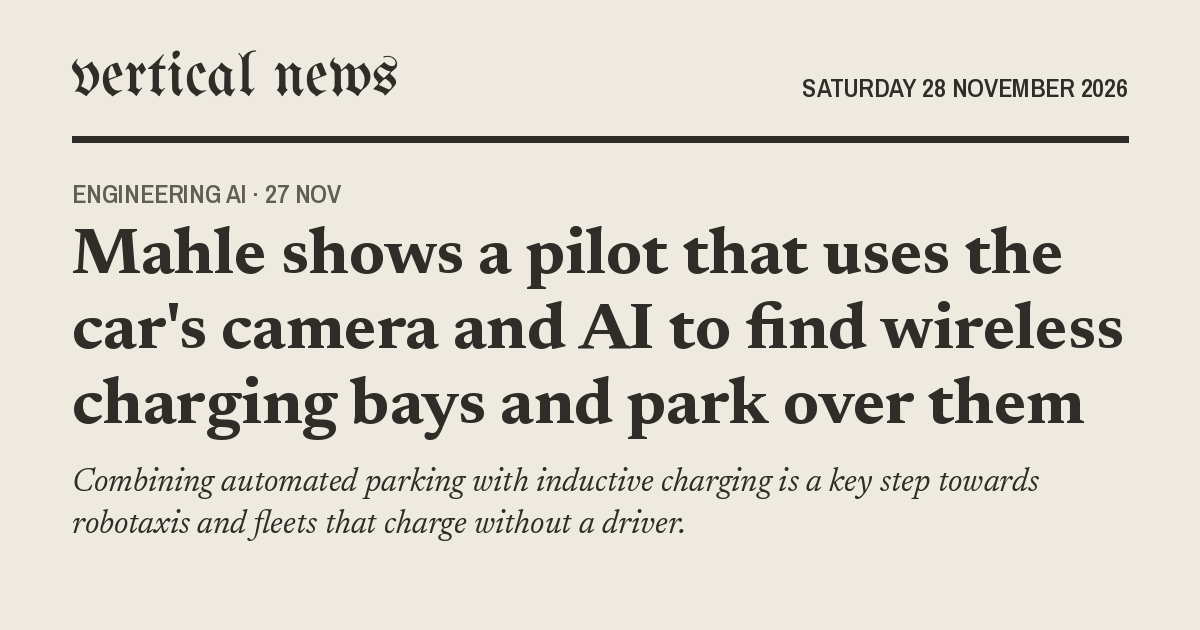 vertical news
SATURDAY 28 NOVEMBER 2026
ENGINEERING AI · 27 NOV
Mahle shows a pilot that uses the
car's camera and AI to find wireless
charging bays and park over them
Combining automated parking with inductive charging is a key step towards
robotaxis and fleets that charge without a driver.